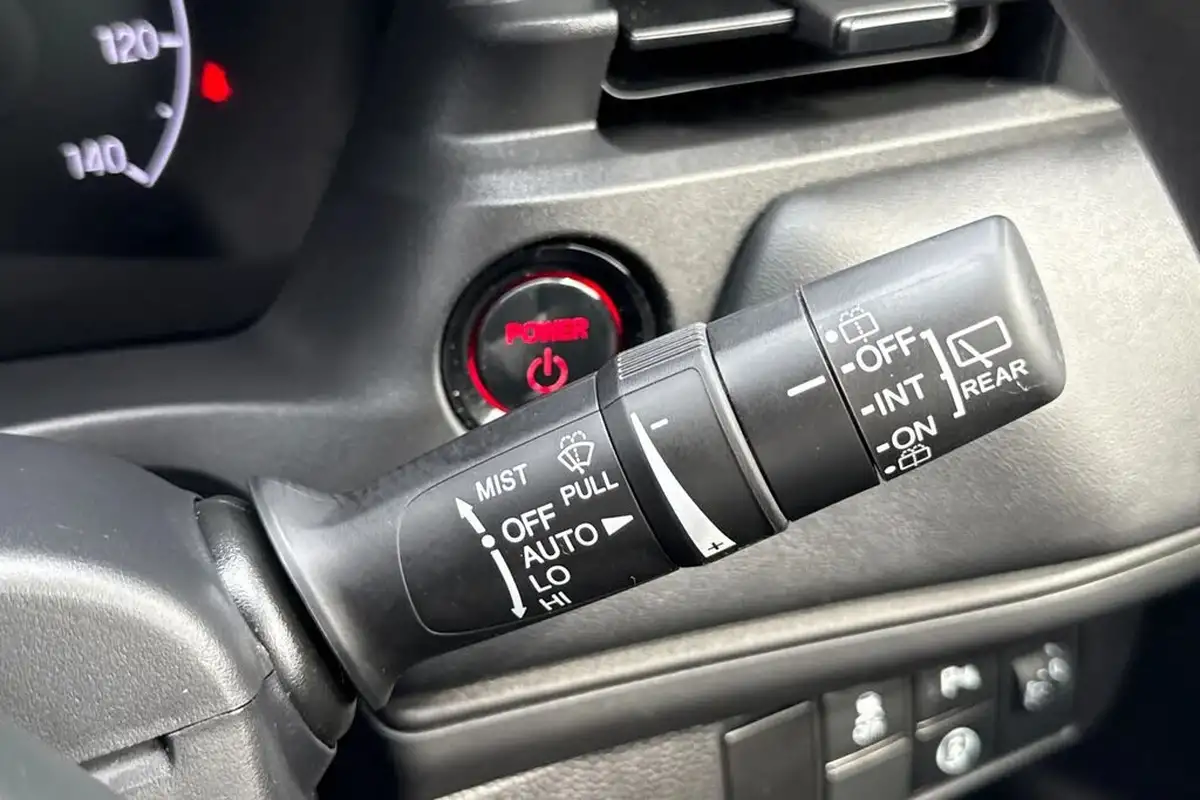 120
140
POWER
MIST
PULL
OFF
AUTO
LO
HI
-
+
OFF
INT
ON
REAR